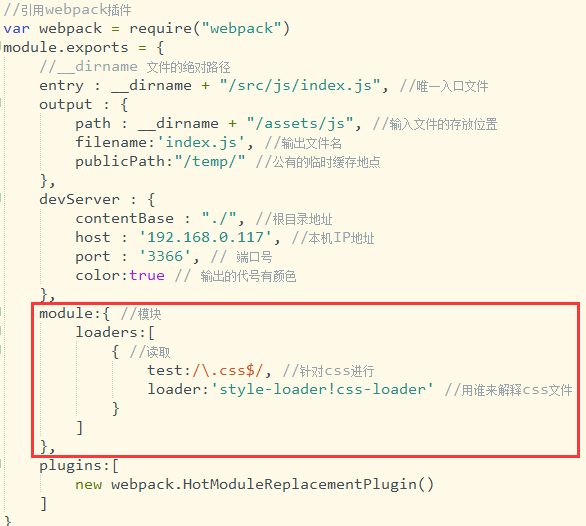 //引用webpack插件
var webpack = require("webpack")
module.exports = {
    //__dirname 文件的绝对路径
    entry : __dirname + "/src/js/index.js", //唯一入口文件
    output : {
        path : __dirname + "/assets/js", //输入文件的存放位置
        filename:'index.js', //输出文件名
        publicPath:"/temp/" //公有的临时缓存地点
    },
    devServer : {
        contentBase : "./", //根目录地址
        host : '192.168.0.117', //本机IP地址
        port : '3366', // 端口号
        color:true // 输出的代号有颜色
    },
    module:{ //模块
        loaders:[
            { //读取
                test:/\.css$/, //针对css进行
                loader:'style-loader!css-loader' //用谁来解释css文件
            }
        ]
    },
    plugins:[
        new webpack.HotModuleReplacementPlugin()
    ]
}